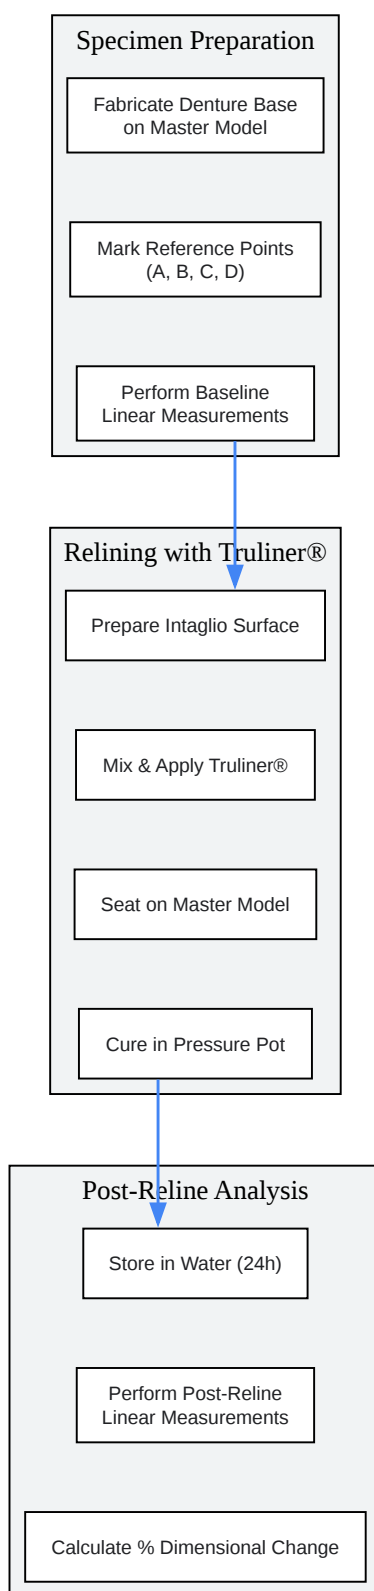 Specimen Preparation
Fabricate Denture Base
on Master Model
Mark Reference Points
(A, B, C, D)
Perform Baseline
Linear Measurements
Relining with Truliner®
Prepare Intaglio Surface
Mix & Apply Truliner®
Seat on Master Model
Cure in Pressure Pot
Post-Reline Analysis
Store in Water (24h)
Perform Post-Reline
Linear Measurements
Calculate % Dimensional Change